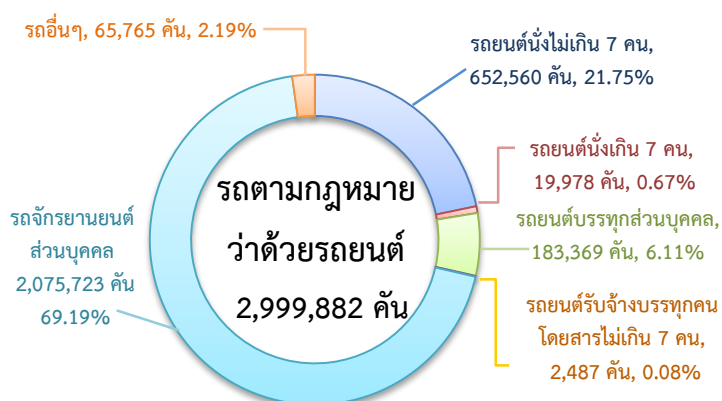 รถอื่นๆ, 65,765 คัน, 2.19%
รถยนต์นั่งไม่เกิน 7 คน,
652,560 คัน, 21.75%
รถยนต์นั่งเกิน 7 คน,
19,978 คัน, 0.67%
รถยนต์บรรทุกส่วนบุคคล,
183,369 คัน, 6.11%
รถยนต์รับจ้างบรรทุกคน
โดยสารไม่เกิน 7 คน,
2,487 คัน, 0.08%
รถจักรยานยนต์
ส่วนบุคคล
2,075,723 คัน
69.19%
รถตามกฎหมาย
ว่าด้วยรถยนต์
2,999,882 คัน